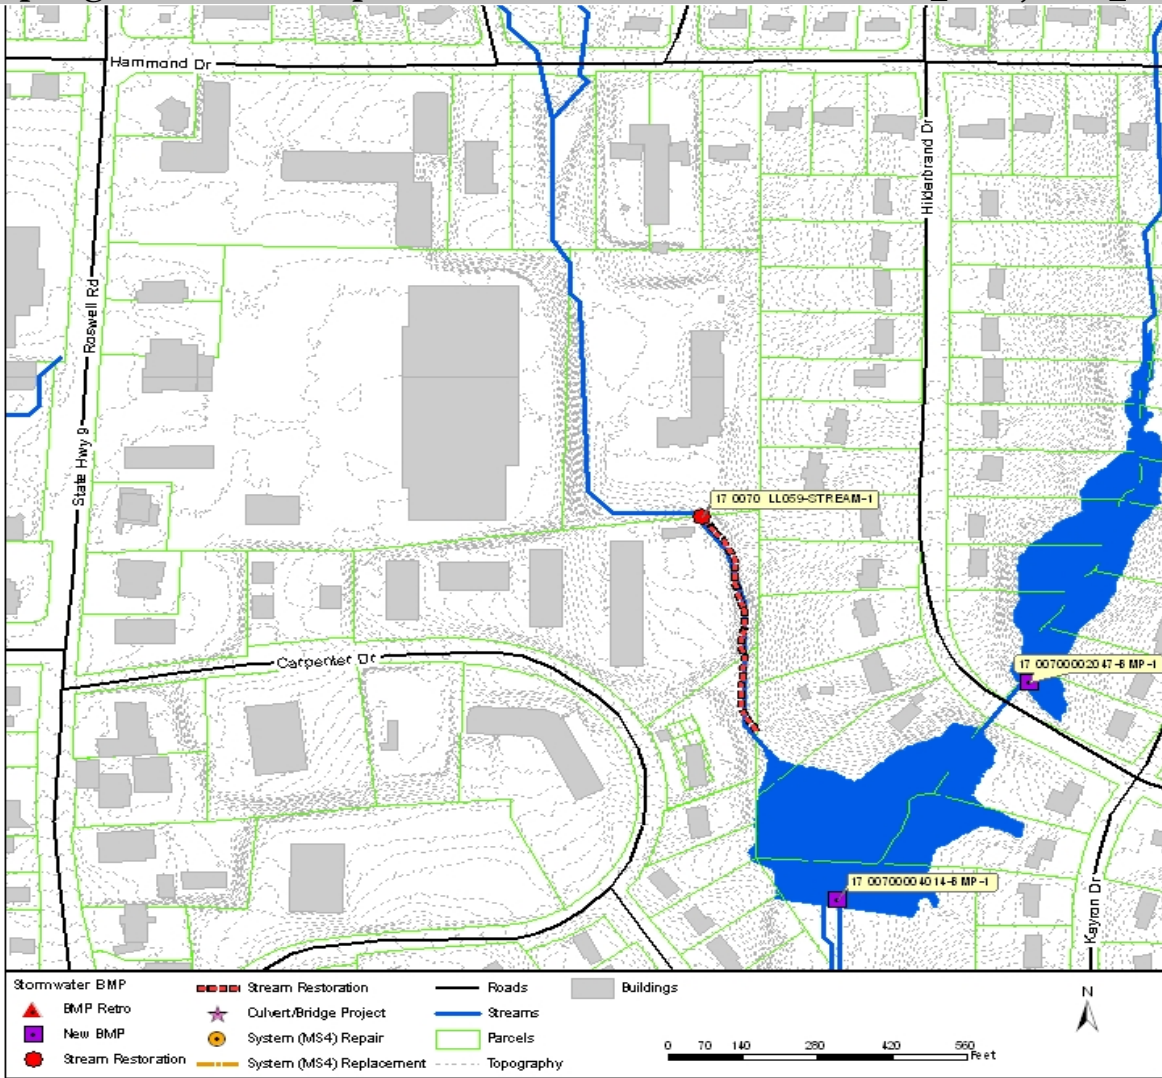 Hammond Dr
Hilderbrand Dr
Roswell Rd
State Hwy 9
17 0070 LL059-STREAM-1
Carpenter Dr
17 00700002047-BMP-1
17 00700004014-BMP-1
Kayron Dr
Stormwater BMP
BMP Retro
New BMP
Stream Restoration
Stream Restoration
Culvert/Bridge Project
System (MS4) Repair
System (MS4) Replacement
Roads
Streams
Parcels
Topography
Buildings
N
0 70 140 280 420 560
Feet